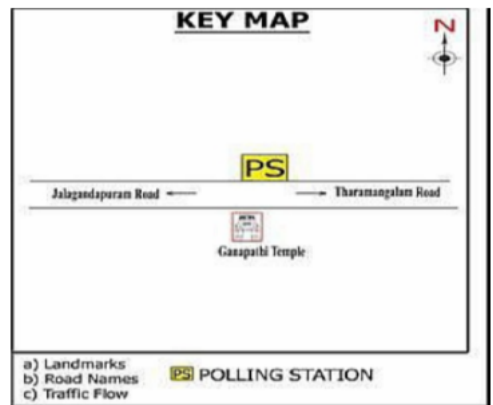 KEY MAP
N
PS
Jalagandapuram Road
Tharamangalam Road
Ganapathi Temple
a) Landmarks
b) Road Names
c) Traffic Flow
PS POLLING STATION